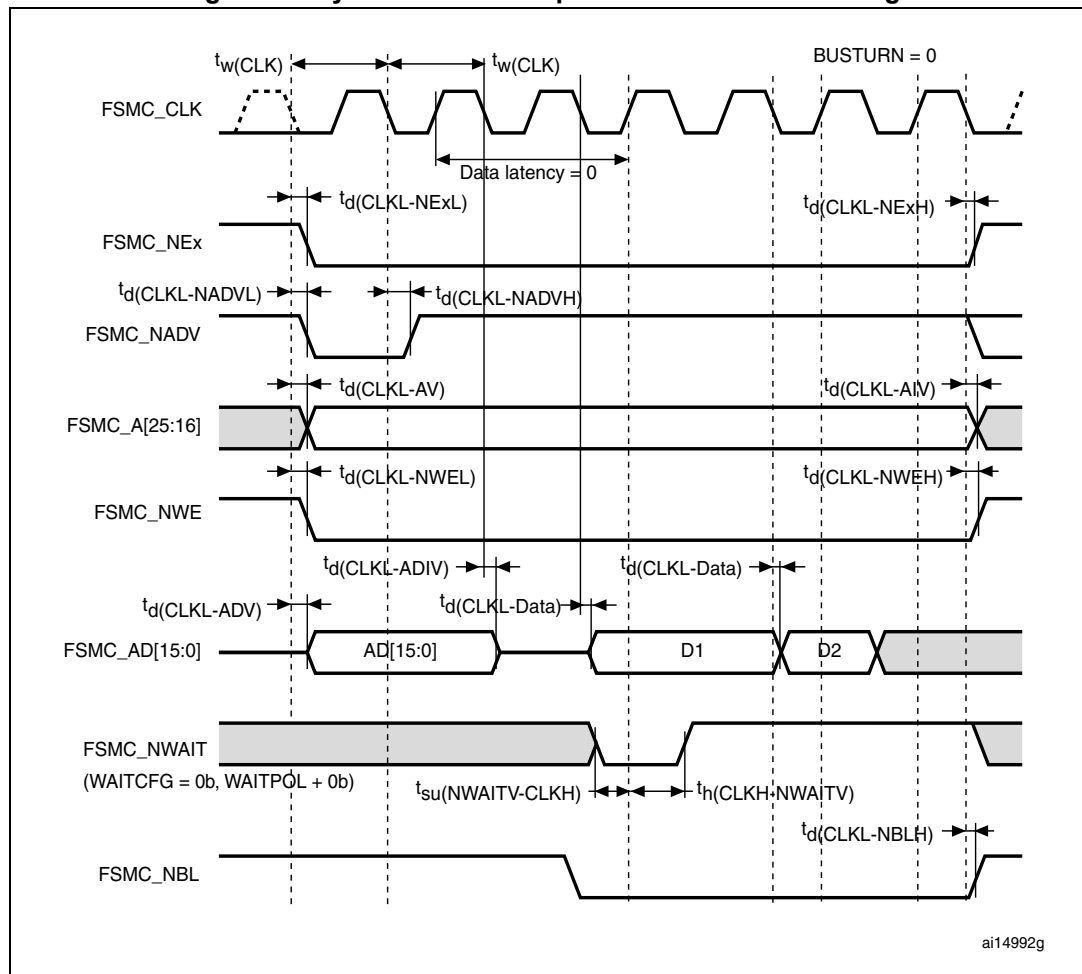 tw(CLK)
tw(CLK)
BUSTURN = 0
FSMC_CLK
Data latency = 0
td(CLKL-NExL)
td(CLKL-NExH)
FSMC_NEx
td(CLKL-NADVL)
td(CLKL-NADVH)
FSMC_NADV
td(CLKL-AV)
td(CLKL-AIV)
FSMC_A[25:16]
td(CLKL-NWEL)
td(CLKL-NWEH)
FSMC_NWE
td(CLKL-ADIV)
td(CLKL-Data)
td(CLKL-ADV)
td(CLKL-Data)
FSMC_AD[15:0]
AD[15:0]
D1
D2
FSMC_NWAIT
(WAITCFG = 0b, WAITPOL + 0b)
tsu(NWAITV-CLKH)
th(CLKH-NWAITV)
td(CLKL-NBLH)
FSMC_NBL
ai14992g